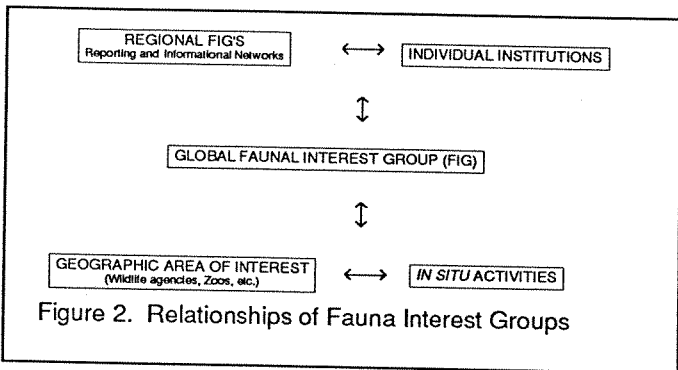 REGIONAL FIG'S
Reporting and Informational Networks
INDIVIDUAL INSTITUTIONS
GLOBAL FAUNAL INTEREST GROUP (FIG)
GEOGRAPHIC AREA OF INTEREST
(Wildlife agencies, Zoos, etc.)
IN SITU ACTIVITIES
Figure 2. Relationships of Fauna Interest Groups